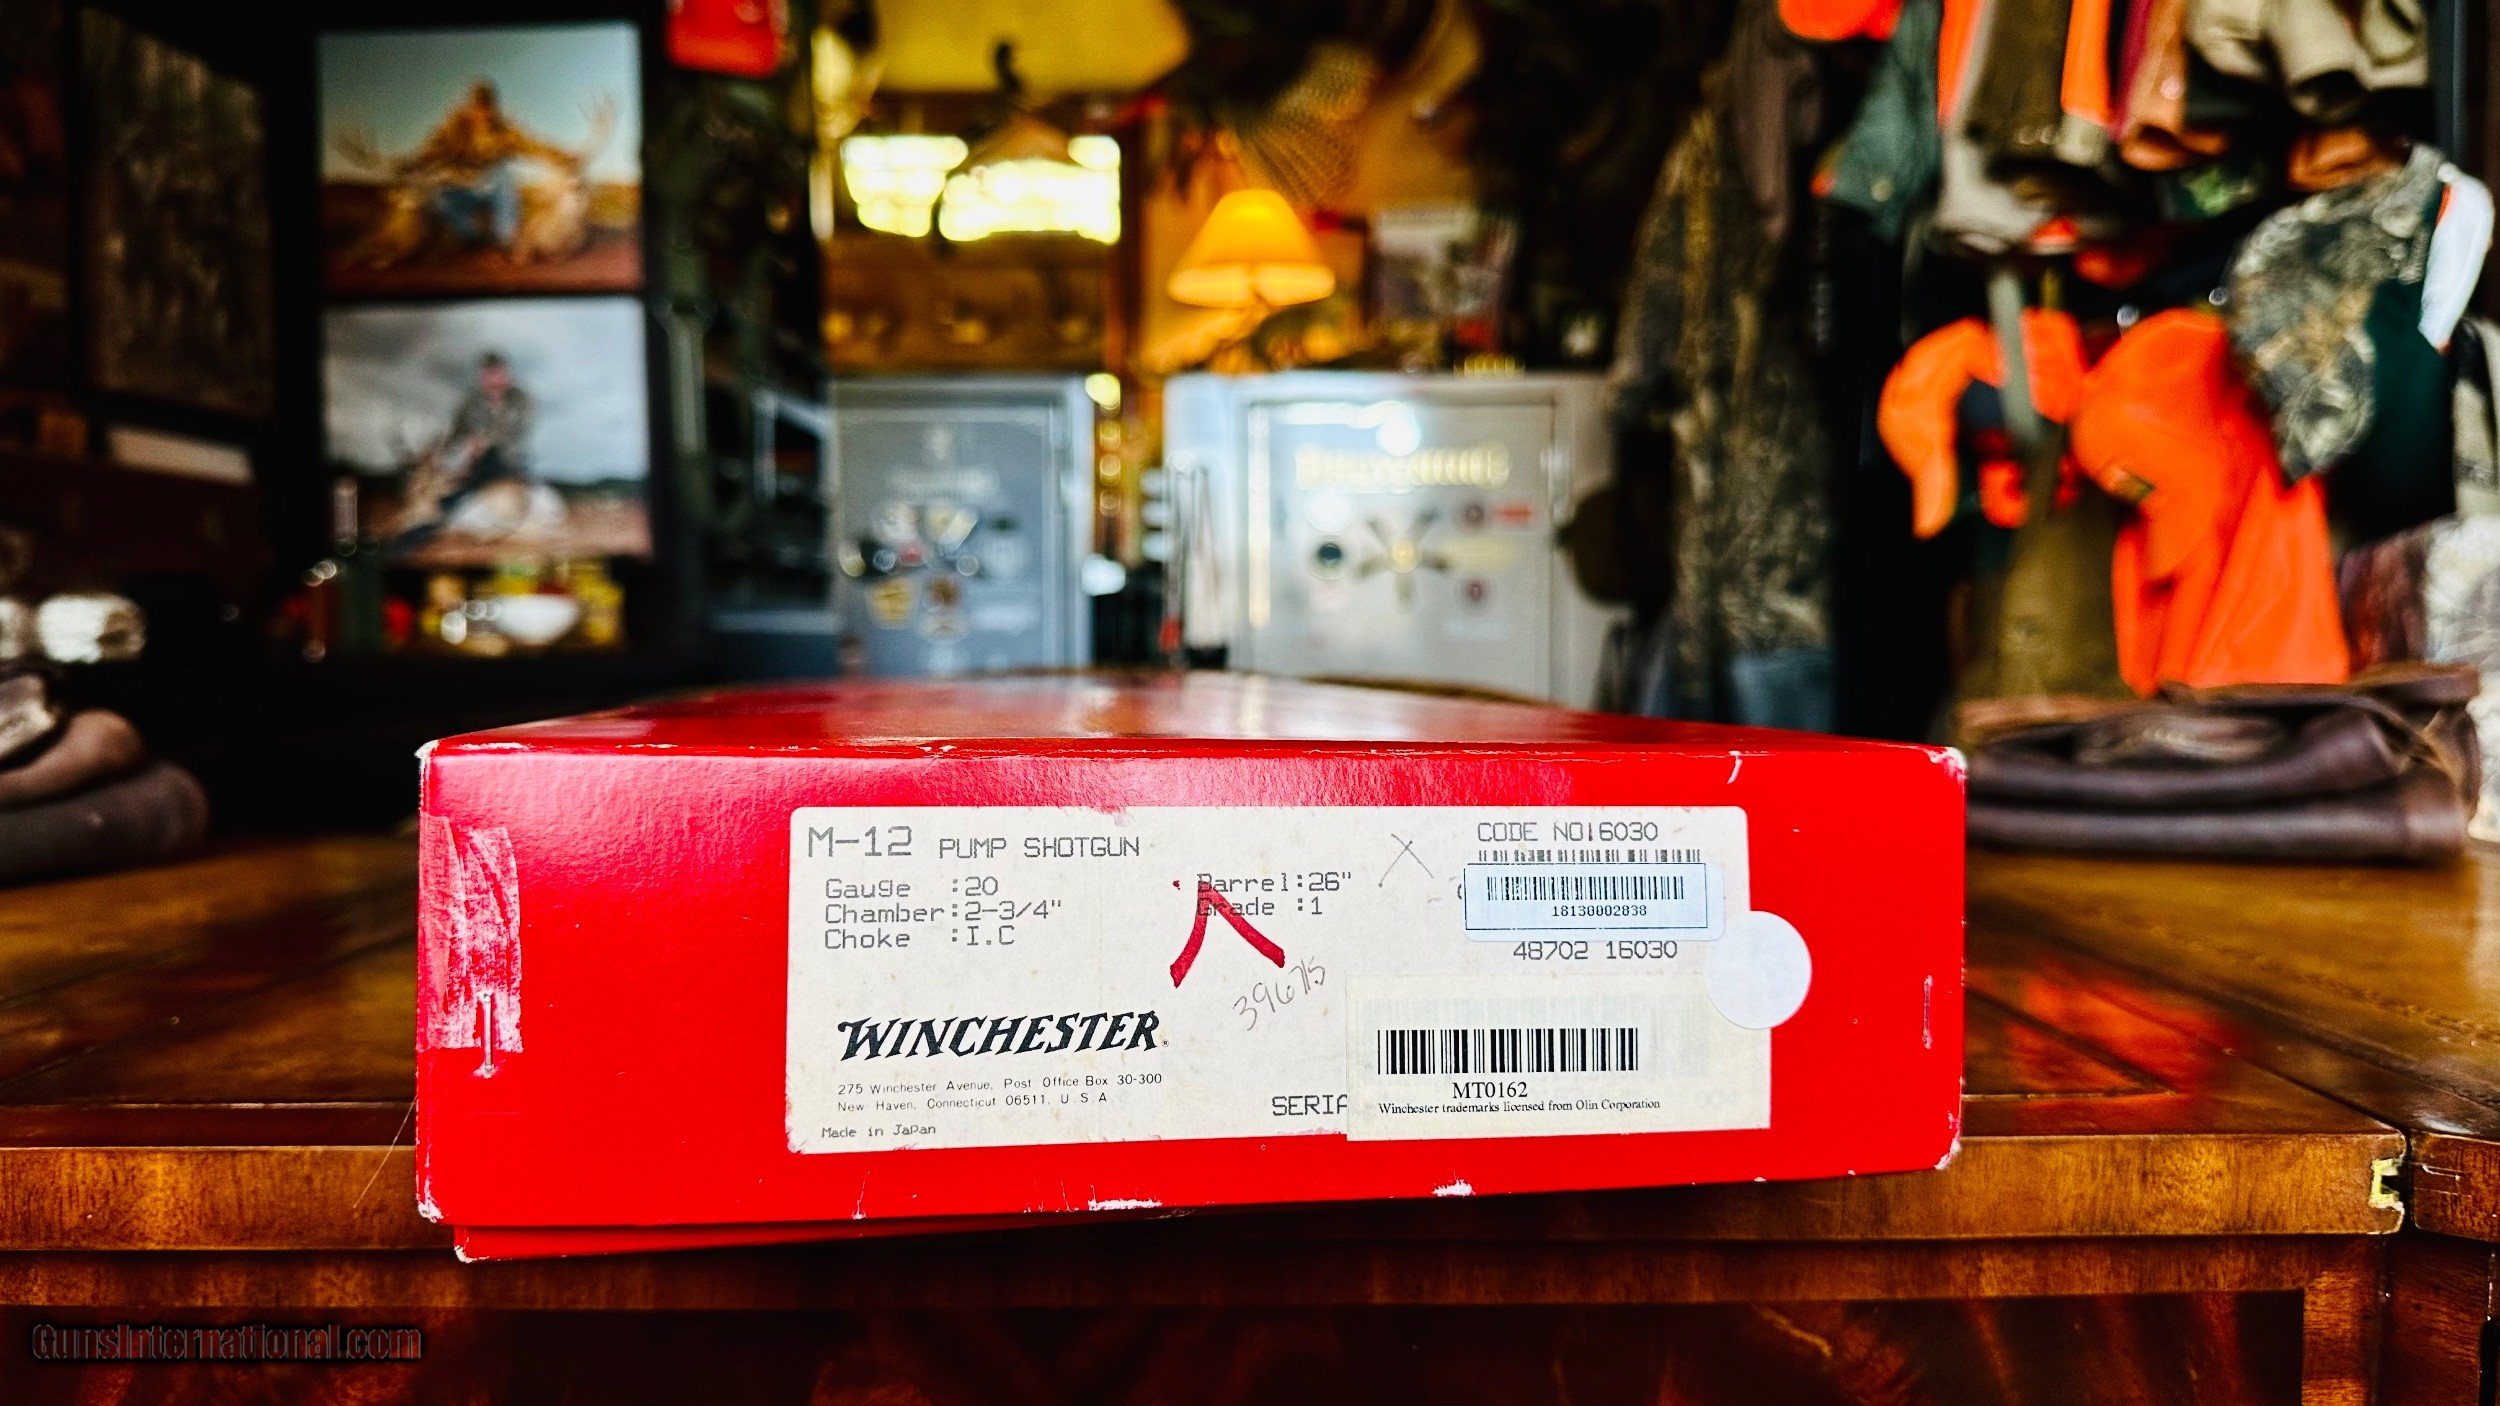 M-12 PUMP SHOTGUN
Gauge :20
Chamber:2-3/4"
Choke :I.C
Barrel:26"
Grade :1
CODE NO16030
18130002838
48702 16030
39675
WINCHESTER®
275 Winchester Avenue, Post Office Box 30-300
New Haven, Connecticut 06511, U.S.A.
Made in Japan
SERIA
MT0162
Winchester trademarks licensed from Olin Corporation
GunsInternational.com